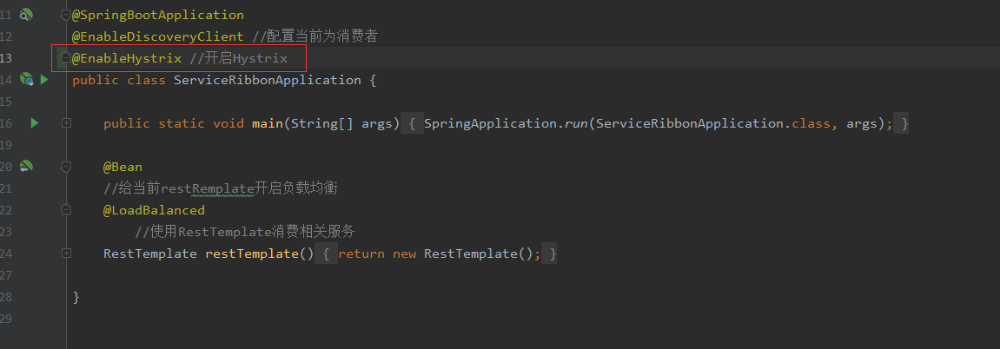 11 @SpringBootApplication
12 @EnableDiscoveryClient //配置当前为消费者
13 @EnableHystrix //开启Hystrix
14 public class ServiceRibbonApplication {
15
16 public static void main(String[] args) { SpringApplication.run(ServiceRibbonApplication.class, args); }
19
20 @Bean
21 //给当前restRemplate开启负载均衡
22 @LoadBalanced
23 //使用RestTemplate消费相关服务
24 RestTemplate restTemplate() { return new RestTemplate(); }
27
28 }
29